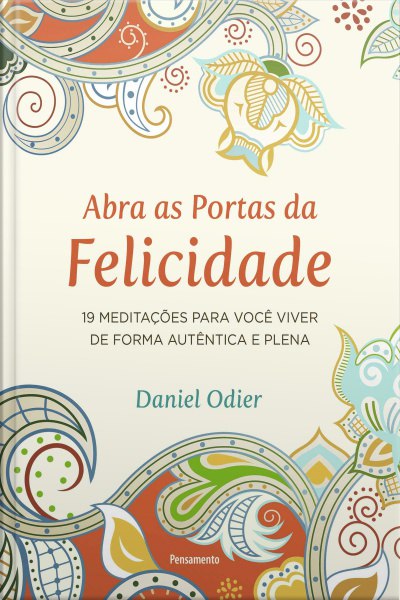 Abra as Portas da
Felicidade
19 MEDITAÇÕES PARA VOCÊ VIVER
DE FORMA AUTÊNTICA E PLENA
Daniel Odier
Pensamento